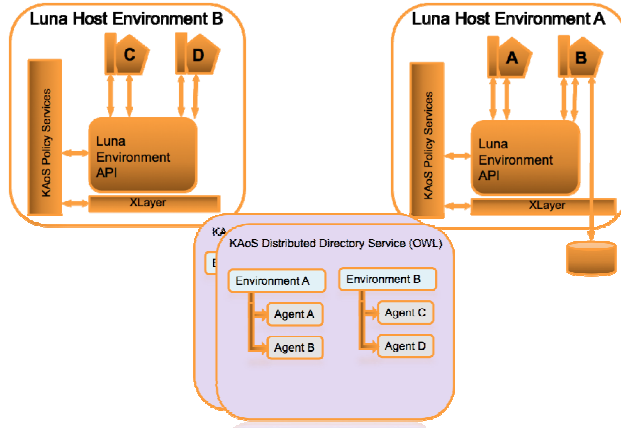 Luna Host Environment B
C
D
KAoS Policy Services
Luna
Environment
API
XLayer
Luna Host Environment A
A
B
KAoS Policy Services
Luna
Environment
API
XLayer
KA
E
KAoS Distributed Directory Service (OWL)
Environment A
Agent A
Agent B
Environment B
Agent C
Agent D